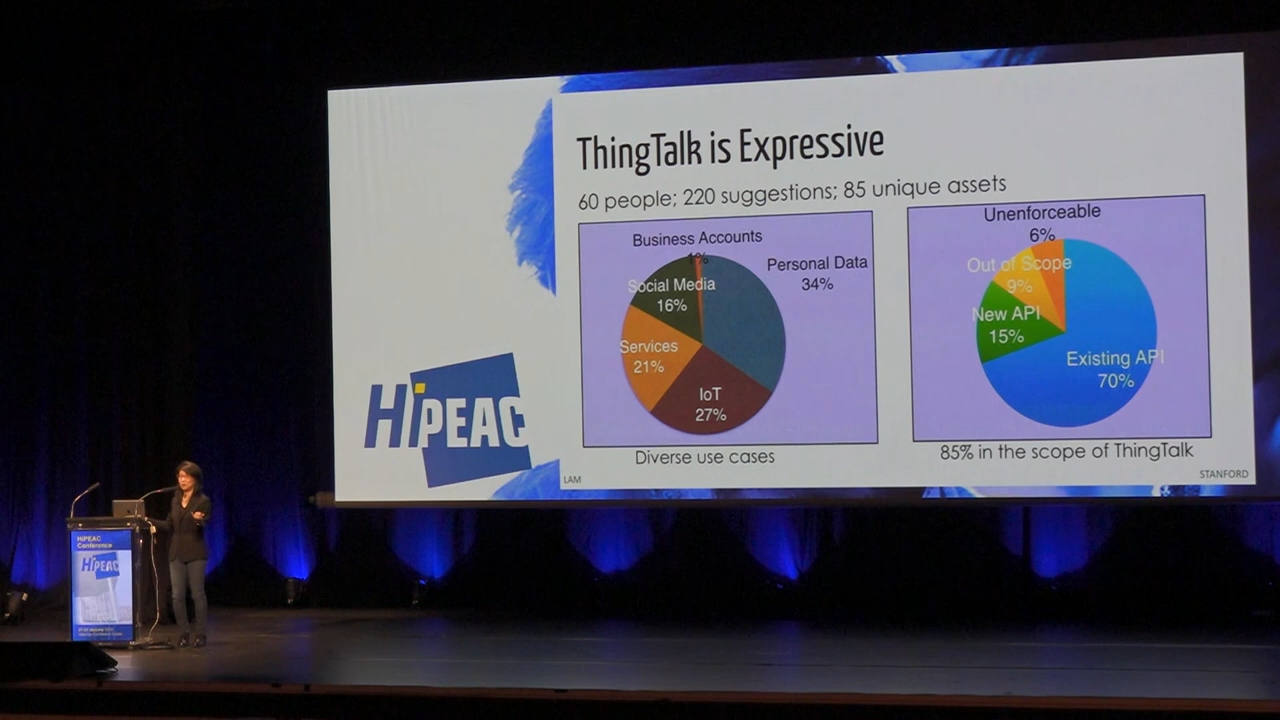 ThingTalk is Expressive
60 people; 220 suggestions; 85 unique assets
Business Accounts
1%
Personal Data
34%
Social Media
16%
Services
21%
IoT
27%
Diverse use cases
Unenforceable
6%
Out of Scope
9%
New API
15%
Existing API
70%
85% in the scope of ThingTalk
LAM
STANFORD
HiPEAC
HiPEAC
Conference
HiPEAC